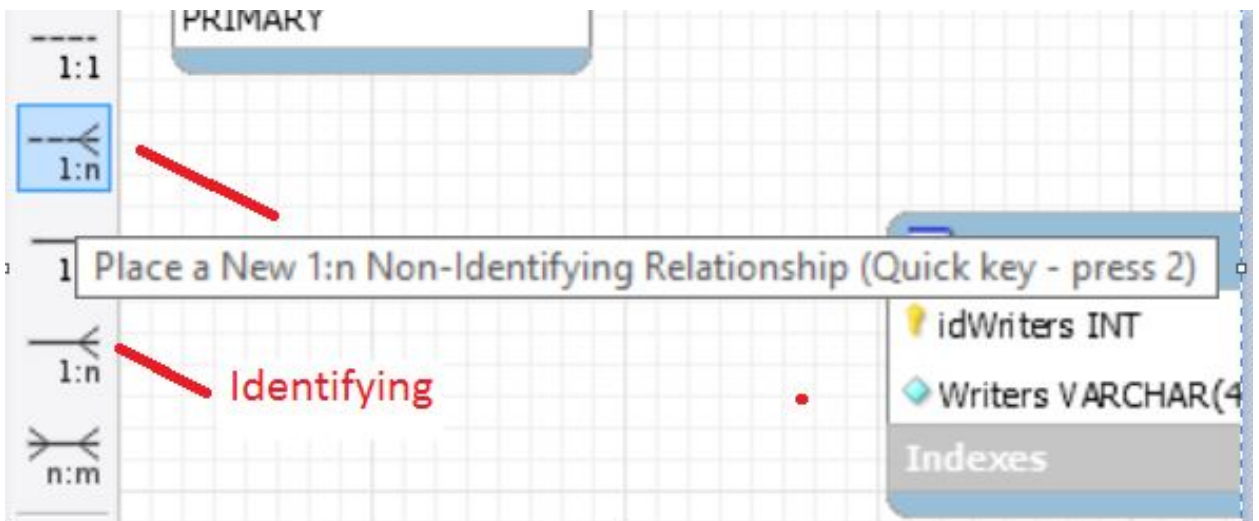 PRIMARY
1:1
1:n
Place a New 1:n Non-Identifying Relationship (Quick key - press 2)
1
idWriters INT
1:n
Identifying
Writers VARCHAR(4
Indexes
n:m